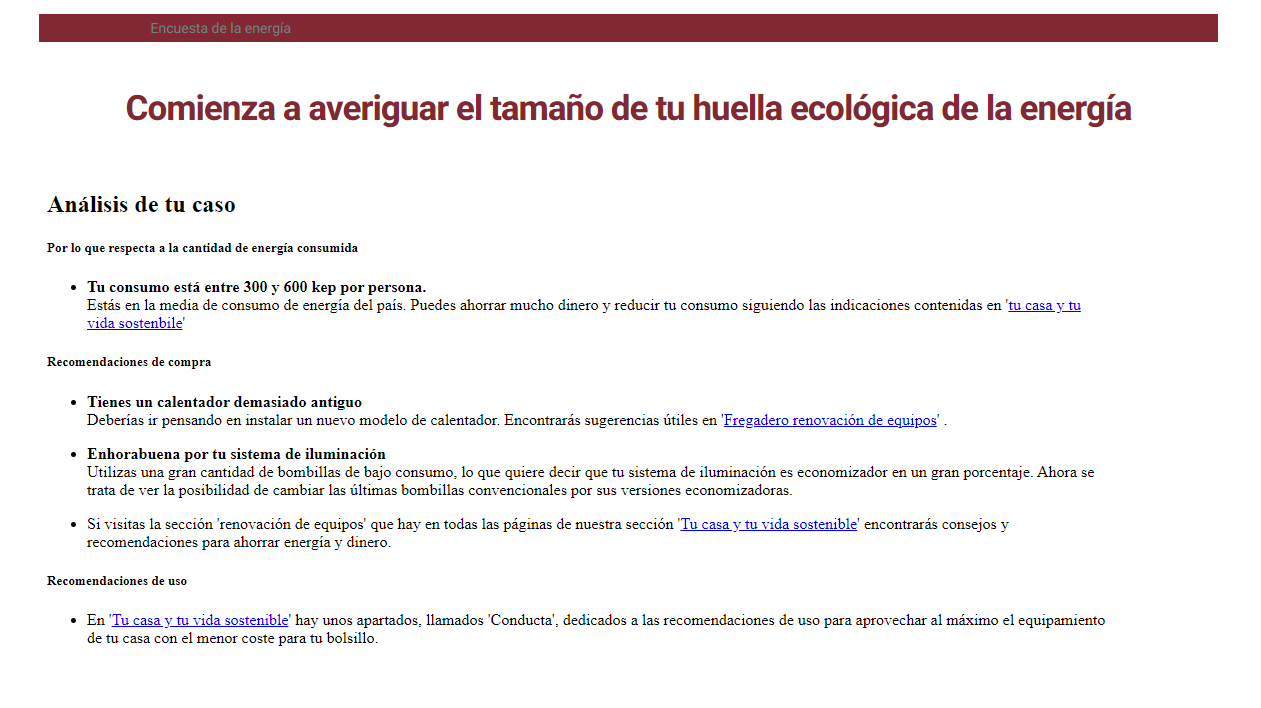 Encuesta de la energía
Comienza a averiguar el tamaño de tu huella ecológica de la energía
Análisis de tu caso
Por lo que respecta a la cantidad de energía consumida
• Tu consumo está entre 300 y 600 kep por persona.
Estás en la media de consumo de energía del país. Puedes ahorrar mucho dinero y reducir tu consumo siguiendo las indicaciones contenidas en 'tu casa y tu
vida sostenbile'
Recomendaciones de compra
• Tienes un calentador demasiado antiguo
Deberías ir pensando en instalar un nuevo modelo de calentador. Encontrarás sugerencias útiles en 'Fregadero renovación de equipos' .
• Enhorabuena por tu sistema de iluminación
Utilizas una gran cantidad de bombillas de bajo consumo, lo que quiere decir que tu sistema de iluminación es economizador en un gran porcentaje. Ahora se
trata de ver la posibilidad de cambiar las últimas bombillas convencionales por sus versiones economizadoras.
• Si visitas la sección 'renovación de equipos' que hay en todas las páginas de nuestra sección 'Tu casa y tu vida sostenible' encontrarás consejos y
recomendaciones para ahorrar energía y dinero.
Recomendaciones de uso
• En 'Tu casa y tu vida sostenible' hay unos apartados, llamados 'Conducta', dedicados a las recomendaciones de uso para aprovechar al máximo el equipamiento
de tu casa con el menor coste para tu bolsillo.